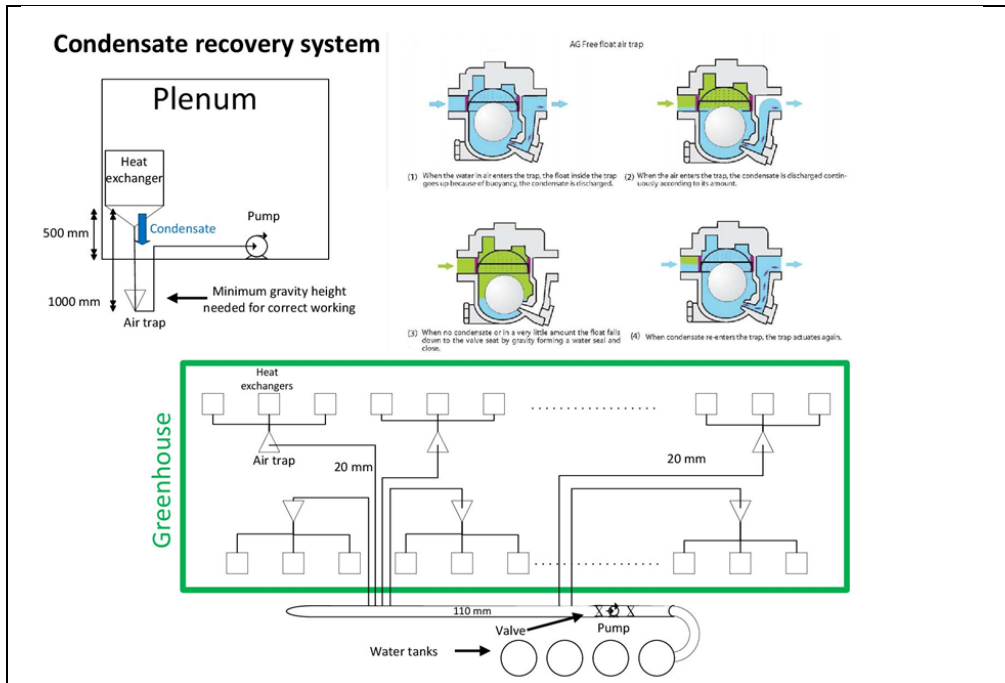 Condensate recovery system
Plenum
Heat
exchanger
Condensate
500 mm
Pump
1000 mm
Minimum gravity height
needed for correct working
Air trap
AG Free float air trap
(1) When the water in air enters the trap, the float inside the trap
goes up because of buoyancy, the condensate is discharged.
(2) When the air enters the trap, the condensate is discharged contin-
uously according to its amount.
(3) When no condensate or in a very little amount the float falls
down to the valve seat by gravity forming a water seal and
close.
(4) When condensate re-enters the trap, the trap actuates again.
Greenhouse
Heat
exchangers
Air trap
20 mm
20 mm
110 mm
X X
Valve
Pump
Water tanks